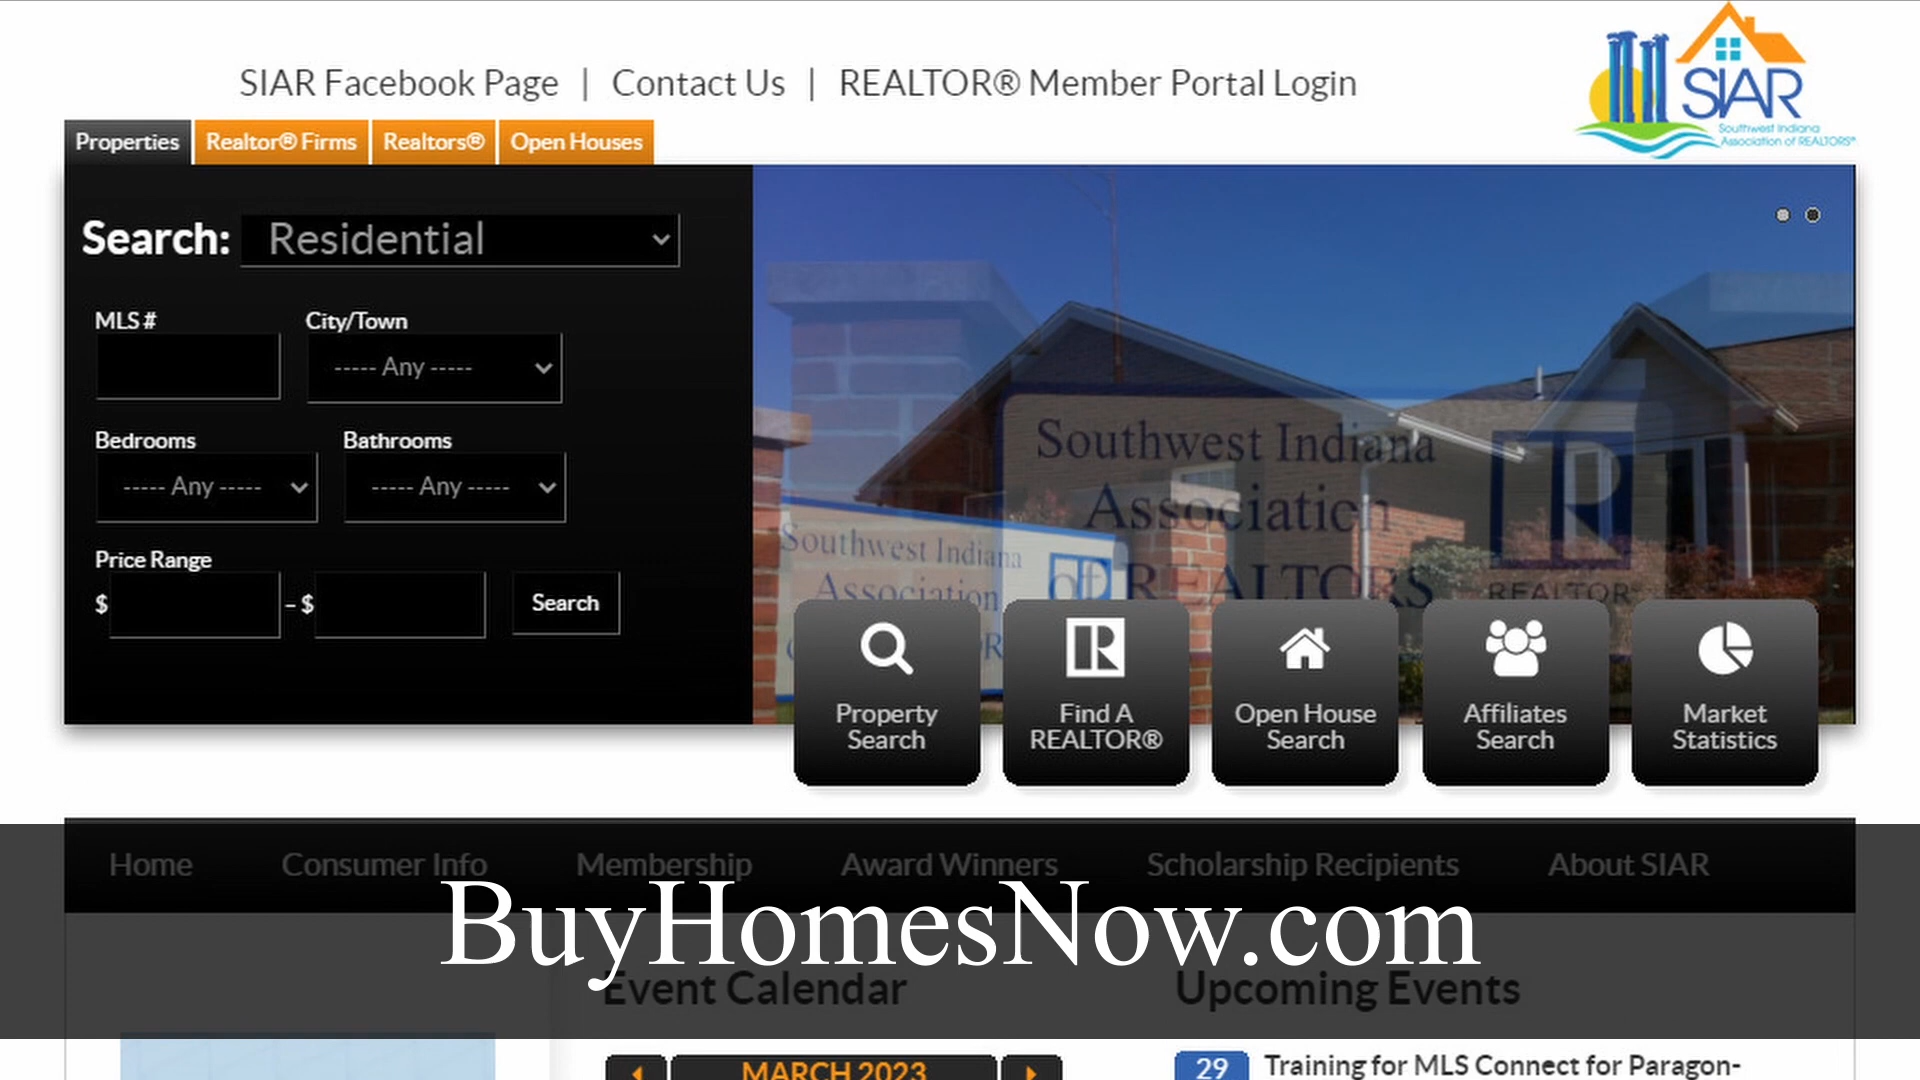 SIAR Facebook Page | Contact Us | REALTOR® Member Portal Login
SIAR
Southwest Indiana
Association of REALTORS®
Properties
Realtor® Firms
Realtors®
Open Houses
Search: Residential
MLS #
City/Town
----- Any -----
Bedrooms
Bathrooms
----- Any -----
----- Any -----
Price Range
$
– $
Search
Southwest Indiana
Association
of REALTORS
REALTOR®
Southwest Indiana
Association
Property
Search
Find A
REALTOR®
Open House
Search
Affiliates
Search
Market
Statistics
Home
Consumer Info
Membership
Award Winners
Scholarship Recipients
About SIAR
BuyHomesNow.com
Event Calendar
Upcoming Events
MARCH 2023
29
Training for MLS Connect for Paragon-